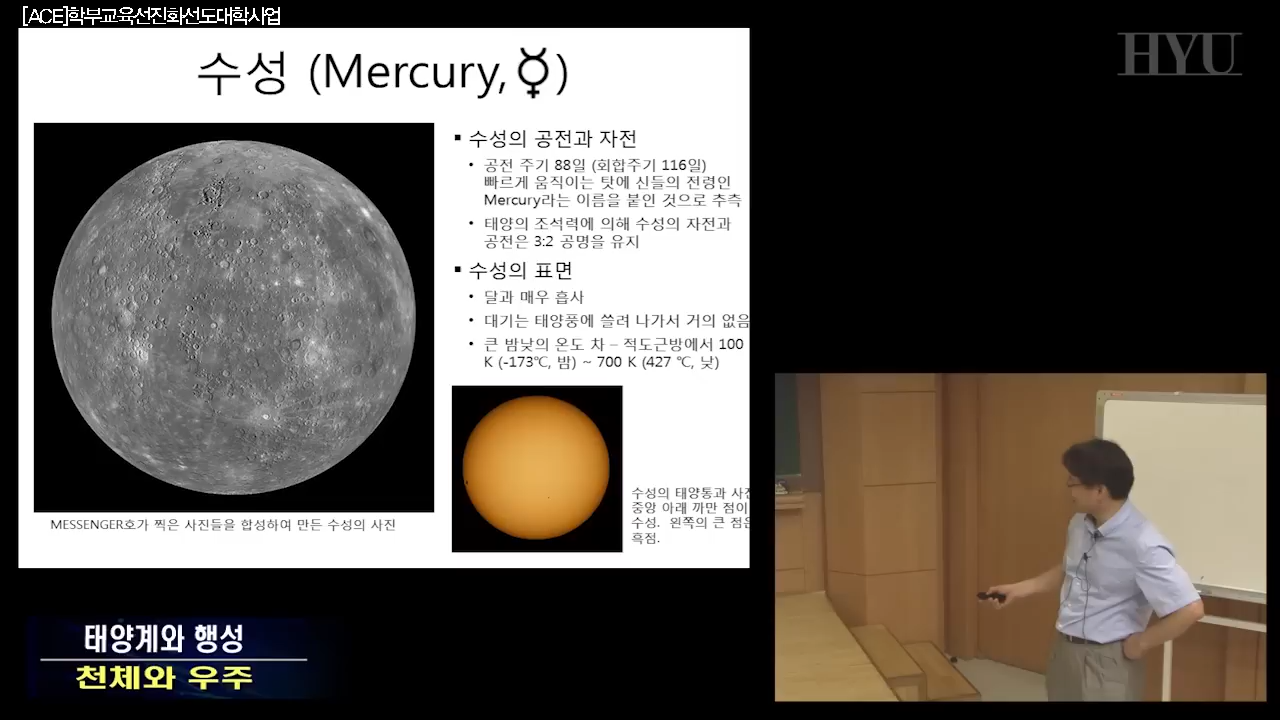 [ACE]학부교육선진화선도대학사업
HYU
수성 (Mercury,☿)
▪ 수성의 공전과 자전
• 공전 주기 88일 (회합주기 116일)
빠르게 움직이는 탓에 신들의 전령인
Mercury라는 이름을 붙인 것으로 추측
• 태양의 조석력에 의해 수성의 자전과
공전은 3:2 공명을 유지
▪ 수성의 표면
• 달과 매우 흡사
• 대기는 태양풍에 쓸려 나가서 거의 없음
• 큰 밤낮의 온도 차 – 적도근방에서 100
K (-173℃, 밤) ~ 700 K (427 ℃, 낮)
MESSENGER호가 찍은 사진들을 합성하여 만든 수성의 사진
수성의 태양통과
중앙 아래 까만 점이
수성. 왼쪽의 큰 점은
흑점.
태양계와 행성
천체와 우주